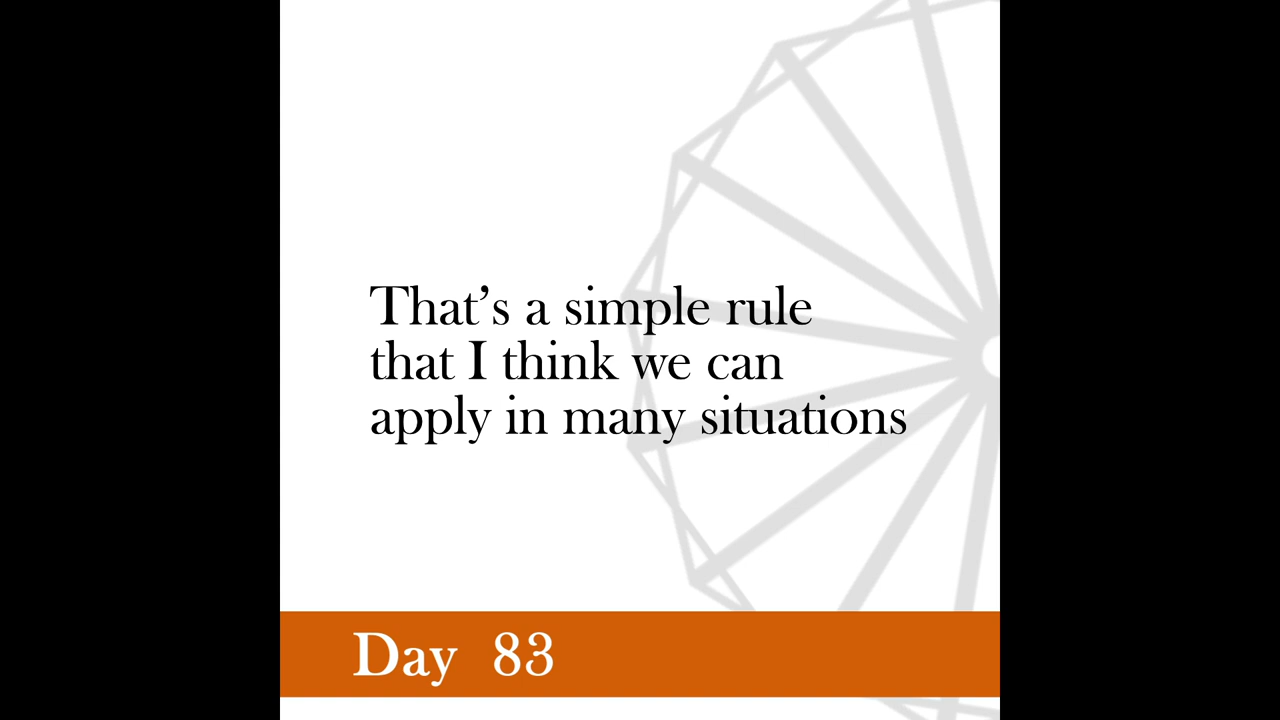 That’s a simple rule
that I think we can
apply in many situations
Day 83